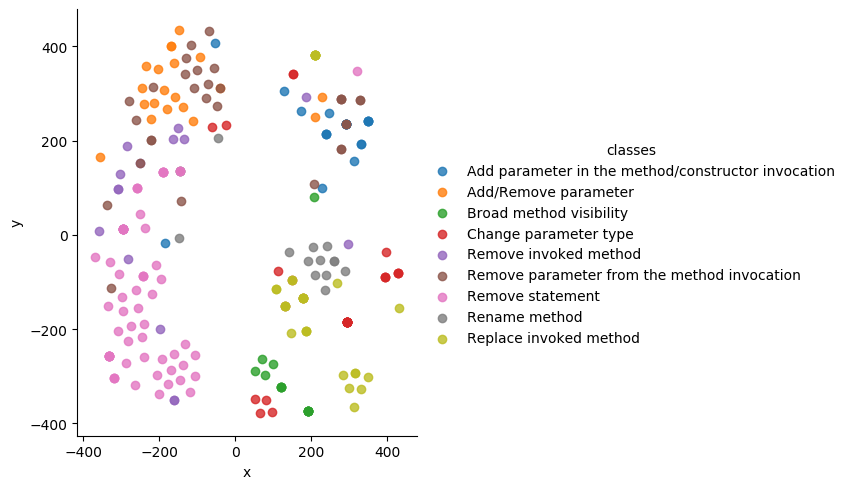 400
200
0
−200
−400
y
−400
−200
0
200
400
x
classes
Add parameter in the method/constructor invocation
Add/Remove parameter
Broad method visibility
Change parameter type
Remove invoked method
Remove parameter from the method invocation
Remove statement
Rename method
Replace invoked method